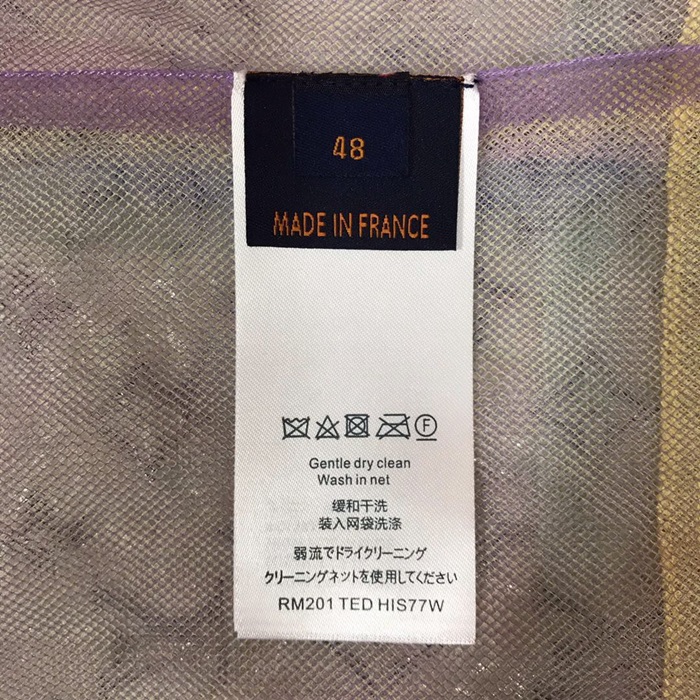 48
MADE IN FRANCE
F
Gentle dry clean
Wash in net
缓和干洗
装入网袋洗涤
弱流でドライクリーニング
クリーニングネットを使用してください
RM201 TED HIS77W